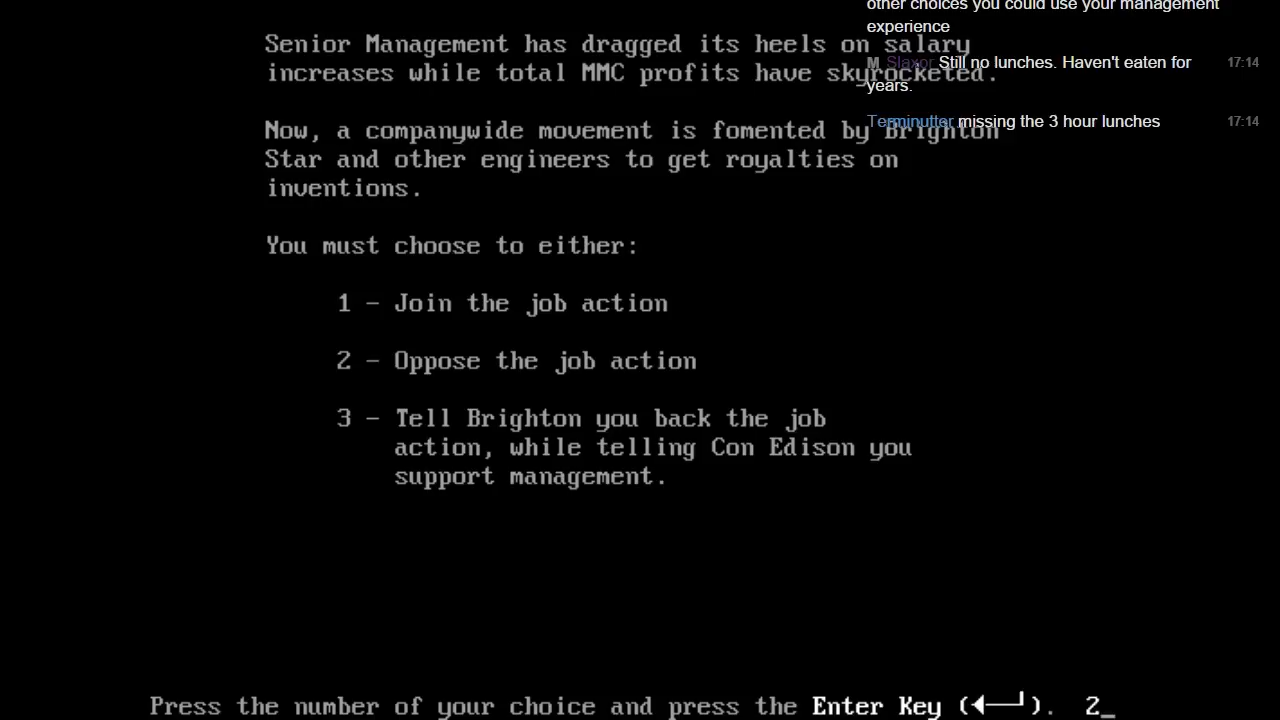 other choices you could use your management
experience
M Slaxor Still no lunches. Haven't eaten for 17:14
years.
Terminutter missing the 3 hour lunches 17:14
Senior Management has dragged its heels on salary
increases while total MMC profits have skyrocketed.
Now, a companywide movement is fomented by Brighton
Star and other engineers to get royalties on
inventions.
You must choose to either:
1 - Join the job action
2 - Oppose the job action
3 - Tell Brighton you back the job
action, while telling Con Edison you
support management.
Press the number of your choice and press the Enter Key (◄─┘). 2_